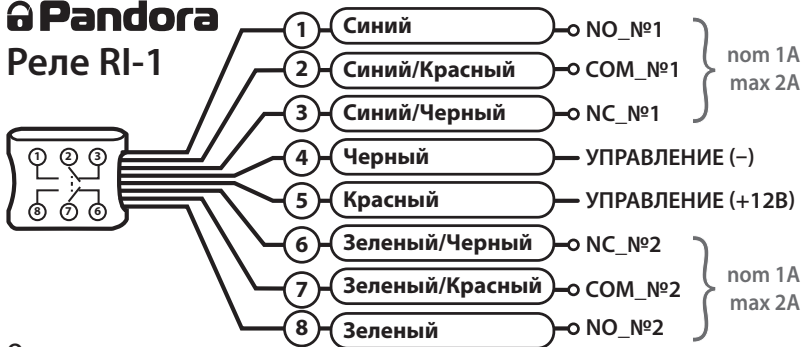 Pandora
Реле RI-1
1 Синий NO_№1
2 Синий/Красный COM_№1
3 Синий/Черный NC_№1
nom 1A
max 2A
4 Черный УПРАВЛЕНИЕ (–)
5 Красный УПРАВЛЕНИЕ (+12В)
6 Зеленый/Черный NC_№2
7 Зеленый/Красный COM_№2
8 Зеленый NO_№2
nom 1A
max 2A
1 2 3
8 7 6